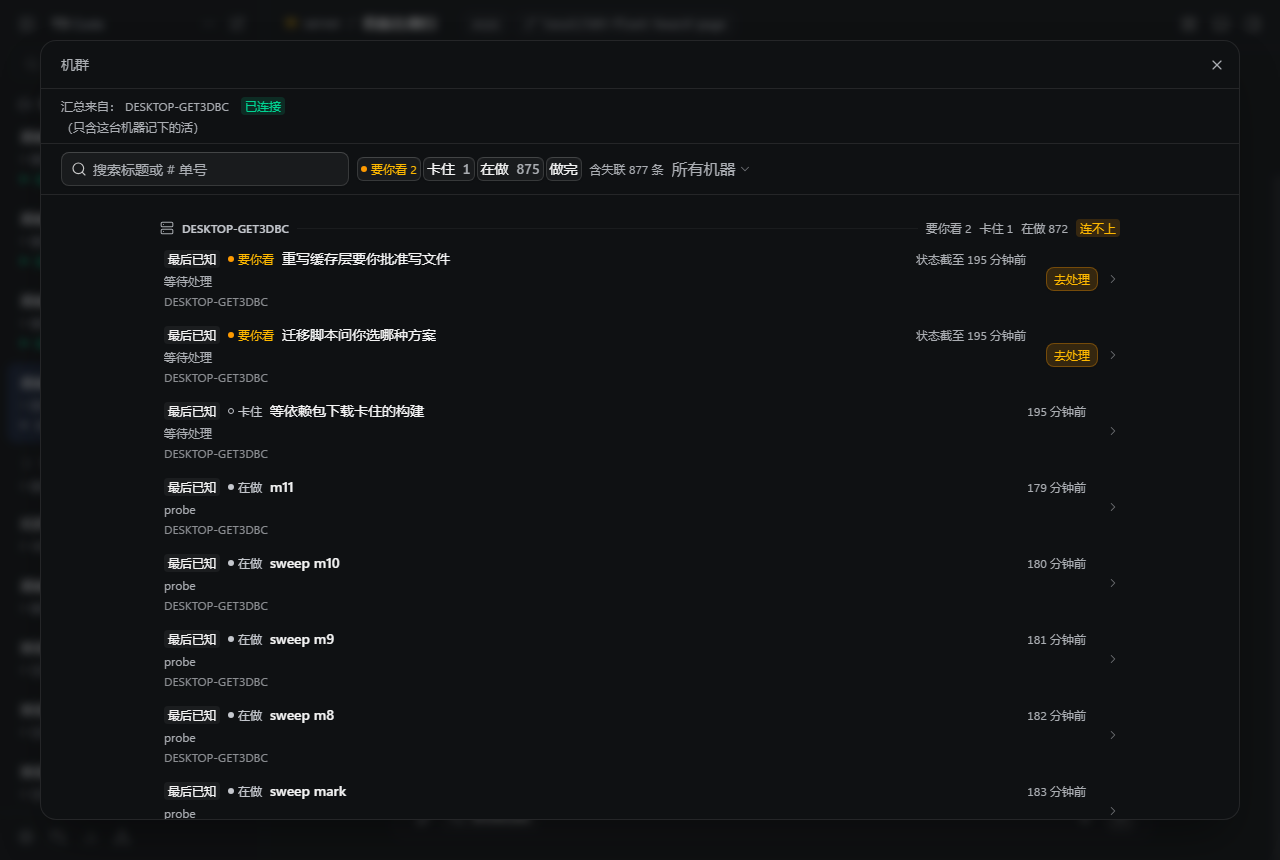 机群
汇总来自： DESKTOP-GET3DBC 已连接
（只含这台机器记下的活）
搜索标题或 # 单号 要你看 2 卡住 1 在做 875 做完 含失联 877 条 所有机器
DESKTOP-GET3DBC 要你看 2 卡住 1 在做 872 连不上
最后已知 要你看 重写缓存层要你批准写文件 状态截至 195 分钟前
等待处理 去处理
DESKTOP-GET3DBC
最后已知 要你看 迁移脚本问你选哪种方案 状态截至 195 分钟前
等待处理 去处理
DESKTOP-GET3DBC
最后已知 卡住 等依赖包下载卡住的构建 195 分钟前
等待处理
DESKTOP-GET3DBC
最后已知 在做 m11 179 分钟前
probe
DESKTOP-GET3DBC
最后已知 在做 sweep m10 180 分钟前
probe
DESKTOP-GET3DBC
最后已知 在做 sweep m9 181 分钟前
probe
DESKTOP-GET3DBC
最后已知 在做 sweep m8 182 分钟前
probe
DESKTOP-GET3DBC
最后已知 在做 sweep mark 183 分钟前
probe